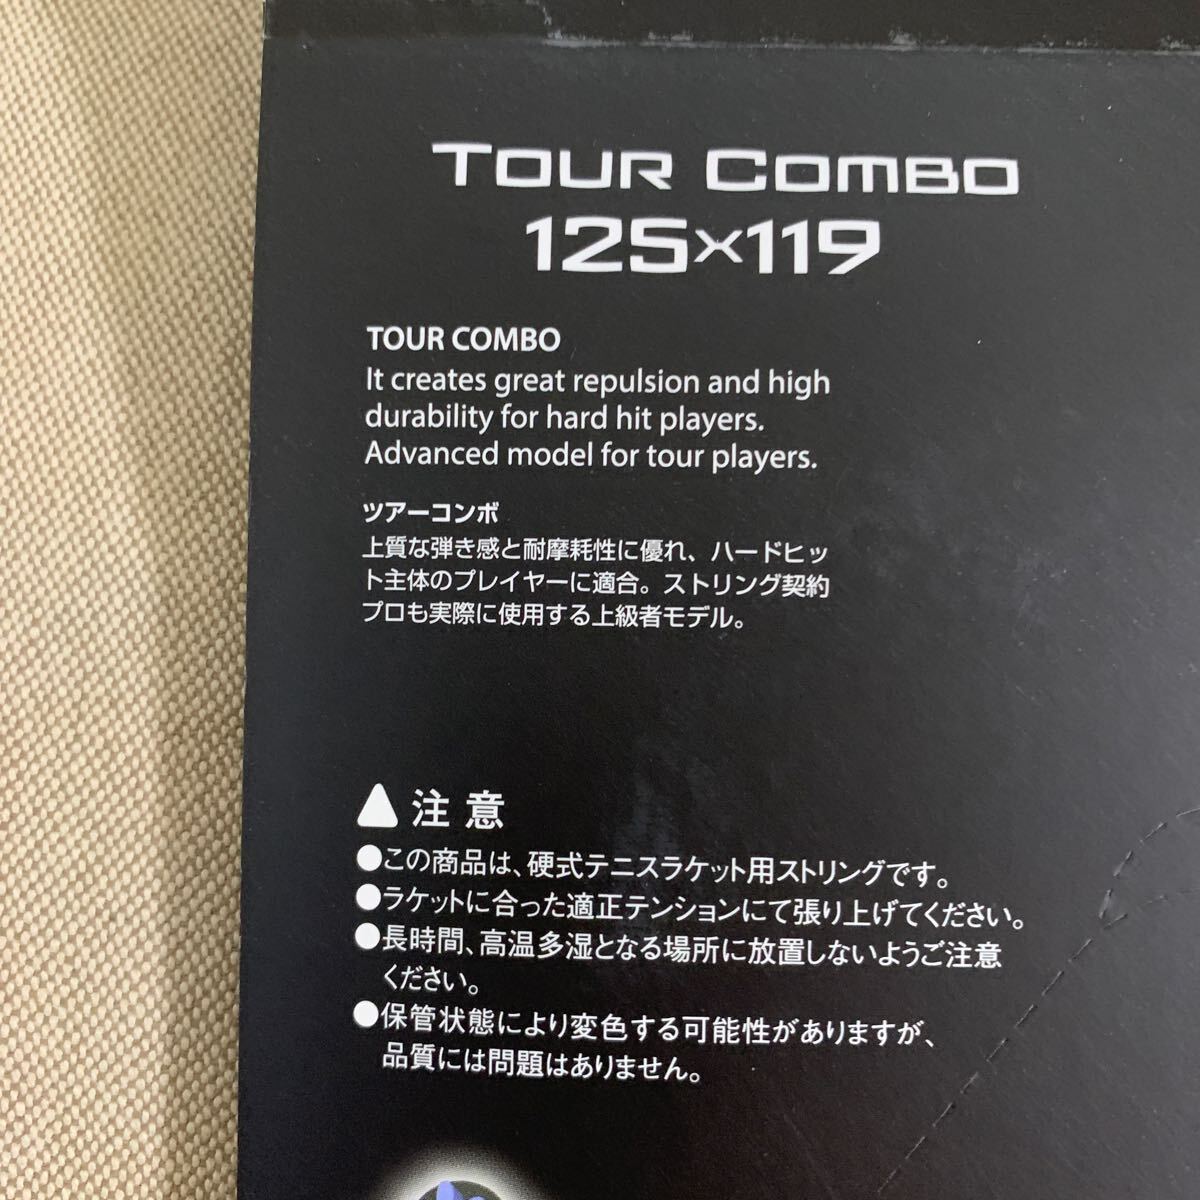 TOUR COMBO
125×119
TOUR COMBO
It creates great repulsion and high
durability for hard hit players.
Advanced model for tour players.
ツアーコンボ
上質な弾き感と耐摩耗性に優れ、ハードヒッ
ト主体のプレイヤーに適合。ストリング契約
プロも実際に使用する上級者モデル。
注意
●この商品は、硬式テニスラケット用ストリングです。
●ラケットに合った適正テンションにて張り上げてください。
●長時間、高温多湿となる場所に放置しないようご注意
ください。
●保管状態により変色する可能性がありますが、
品質には問題はありません。